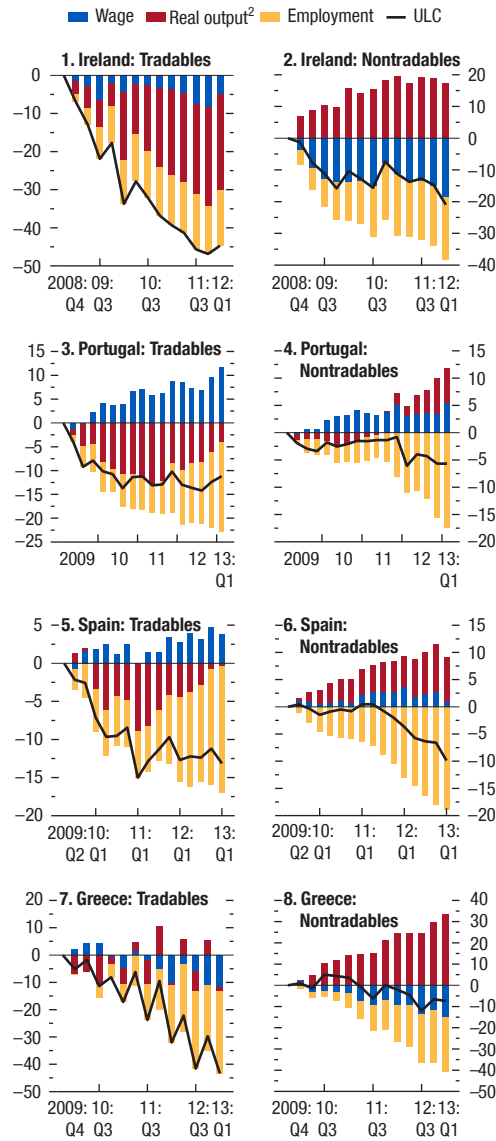 Wage Real output2 Employment ULC
1. Ireland: Tradables
0
–10
–20
–30
–40
–50
2008: 09: 10: 11: 12:
Q4 Q3 Q3 Q3 Q1
2. Ireland: Nontradables
20
10
0
–10
–20
–30
–40
2008: 09: 10: 11: 12:
Q4 Q3 Q3 Q3 Q1
3. Portugal: Tradables
15
10
5
0
–5
–10
–15
–20
–25
2009 10 11 12 13:
Q1
4. Portugal:
Nontradables
15
10
5
0
–5
–10
–15
–20
2009 10 11 12 13:
Q1
5. Spain: Tradables
5
0
–5
–10
–15
–20
2009: 10: 11: 12: 13:
Q2 Q1 Q1 Q1 Q1
6. Spain:
Nontradables
15
10
5
0
–5
–10
–15
–20
2009: 10: 11: 12: 13:
Q2 Q1 Q1 Q1 Q1
7. Greece: Tradables
20
10
0
–10
–20
–30
–40
–50
2009: 10: 11: 12: 13:
Q4 Q3 Q3 Q3 Q1
8. Greece:
Nontradables
40
30
20
10
0
–10
–20
–30
–40
–50
2009: 10: 11: 12: 13:
Q4 Q3 Q3 Q3 Q1